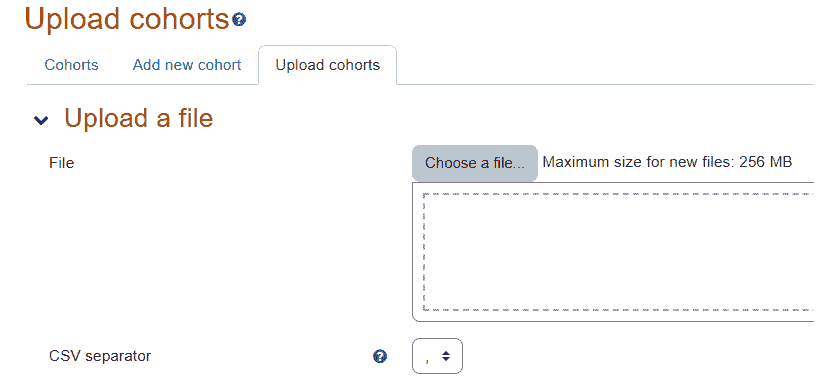 Upload cohorts ?
Cohorts Add new cohort Upload cohorts
Upload a file
File Choose a file... Maximum size for new files: 256 MB
CSV separator ? ,